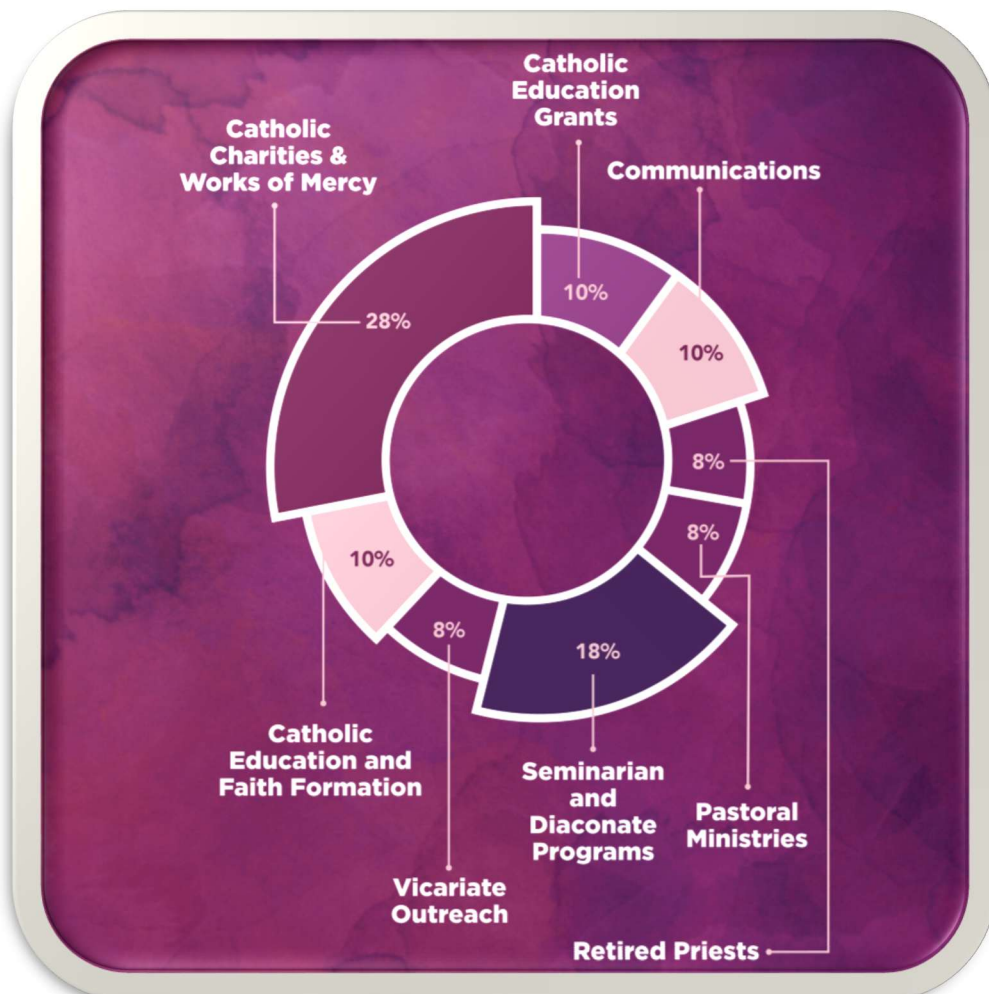 Catholic
Education
Grants
Catholic
Charities &
Works of Mercy
Communications
10%
28%
10%
8%
8%
10%
8%
18%
Catholic
Education and
Faith Formation
Seminarian
and
Diaconate
Programs
Pastoral
Ministries
Vicariate
Outreach
Retired Priests